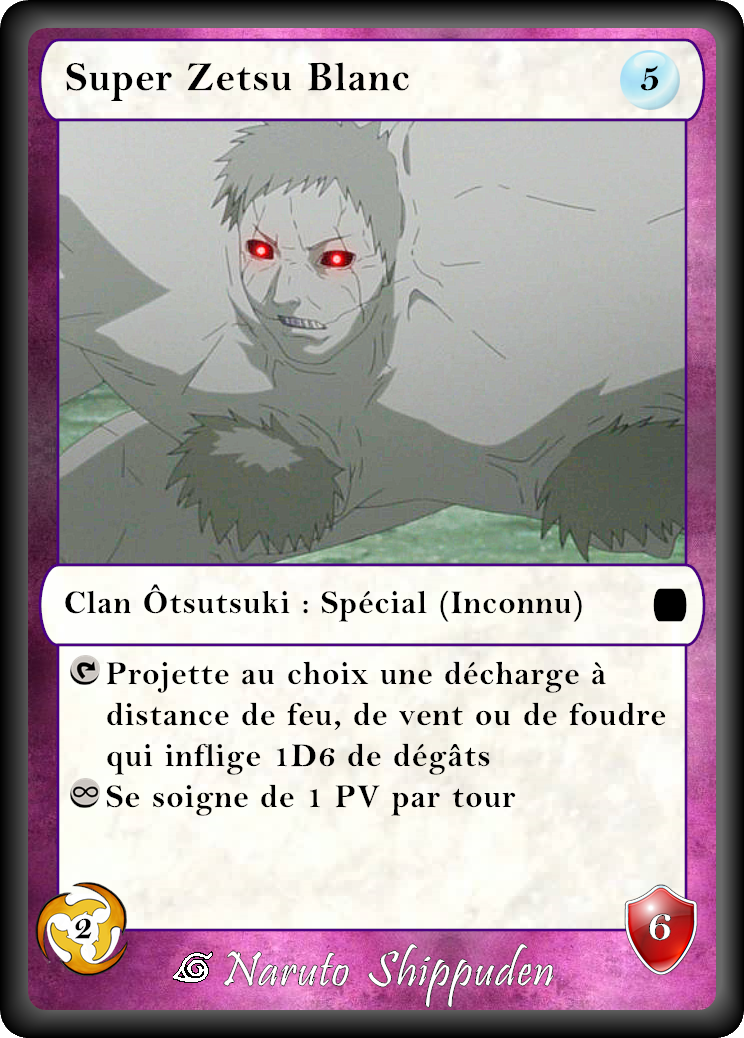 Super Zetsu Blanc
5
Clan Ôtsutsuki : Spécial (Inconnu)
Projette au choix une décharge à
distance de feu, de vent ou de foudre
qui inflige 1D6 de dégâts
∞ Se soigne de 1 PV par tour
2
6
Naruto Shippuden